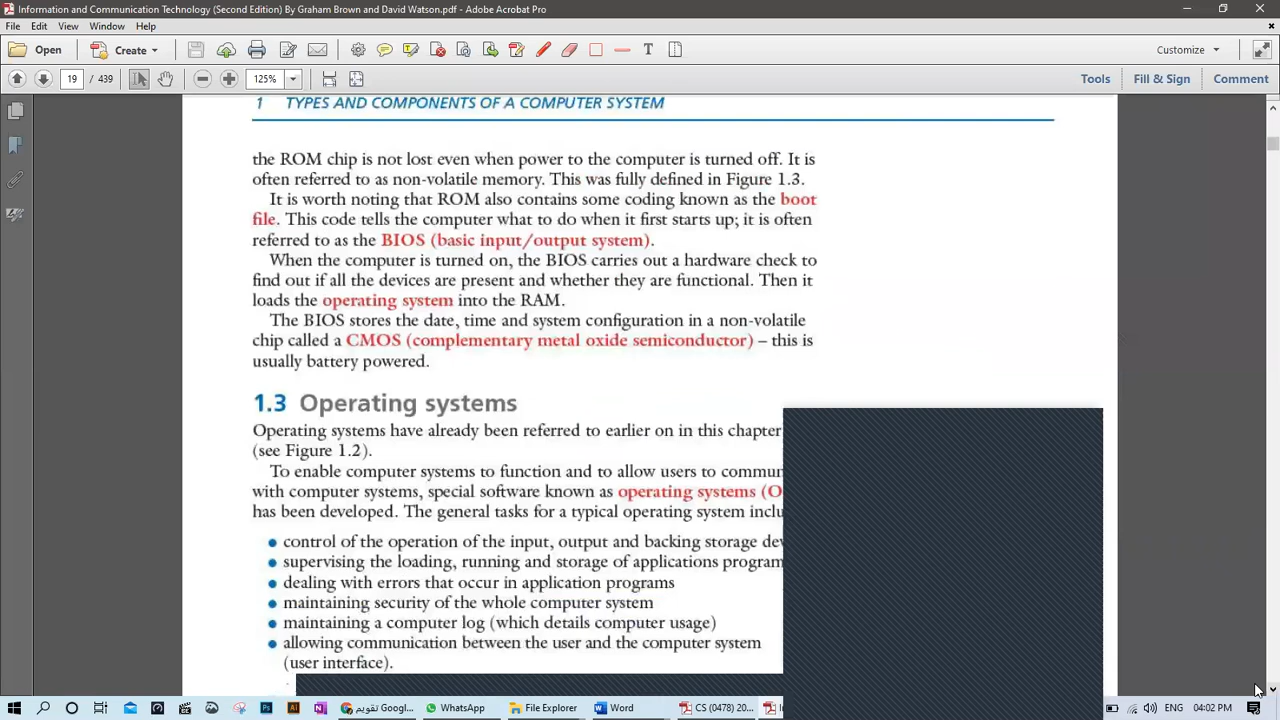 Information and Communication Technology (Second Edition) By Graham Brown and David Watson.pdf - Adobe Acrobat Pro
File Edit View Window Help
Open Create Customize
19 / 439 125% Tools Fill & Sign Comment
1 TYPES AND COMPONENTS OF A COMPUTER SYSTEM
the ROM chip is not lost even when power to the computer is turned off. It is
often referred to as non-volatile memory. This was fully defined in Figure 1.3.
It is worth noting that ROM also contains some coding known as the boot
file. This code tells the computer what to do when it first starts up; it is often
referred to as the BIOS (basic input/output system).
When the computer is turned on, the BIOS carries out a hardware check to
find out if all the devices are present and whether they are functional. Then it
loads the operating system into the RAM.
The BIOS stores the date, time and system configuration in a non-volatile
chip called a CMOS (complementary metal oxide semiconductor) – this is
usually battery powered.
1.3 Operating systems
Operating systems have already been referred to earlier on in this chapter
(see Figure 1.2).
To enable computer systems to function and to allow users to commun
with computer systems, special software known as operating systems (O
has been developed. The general tasks for a typical operating system inclu
• control of the operation of the input, output and backing storage dev
• supervising the loading, running and storage of applications program
• dealing with errors that occur in application programs
• maintaining security of the whole computer system
• maintaining a computer log (which details computer usage)
• allowing communication between the user and the computer system
(user interface).
تقويم Googl... WhatsApp File Explorer Word CS (0478) 20... ENG 04:02 PM